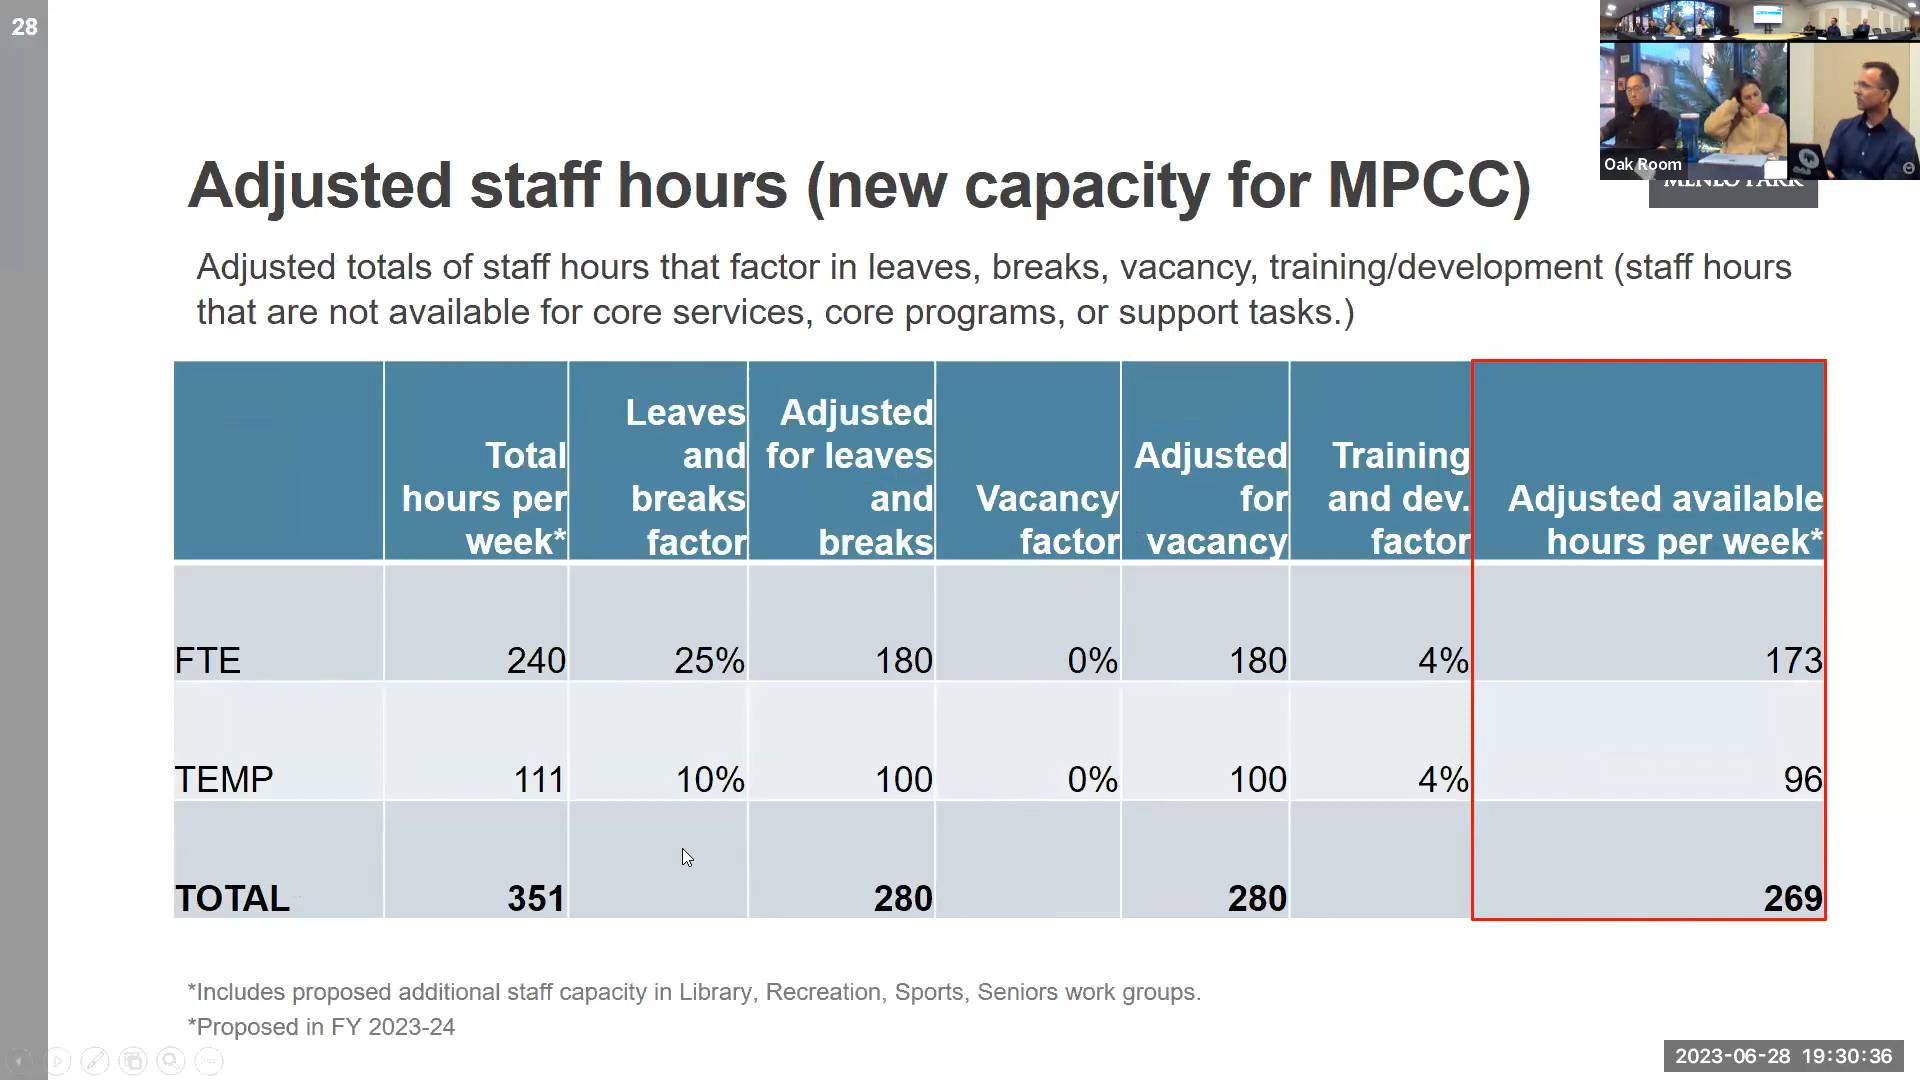 28
Oak Room
MENLO PARK
Adjusted staff hours (new capacity for MPCC)
Adjusted totals of staff hours that factor in leaves, breaks, vacancy, training/development (staff hours
that are not available for core services, core programs, or support tasks.)
Total hours per week* Leaves and breaks factor Adjusted for leaves and breaks Vacancy factor Adjusted for vacancy Training and dev. factor Adjusted available hours per week*
FTE 240 25% 180 0% 180 4% 173
TEMP 111 10% 100 0% 100 4% 96
TOTAL 351 280 280 269
*Includes proposed additional staff capacity in Library, Recreation, Sports, Seniors work groups.
*Proposed in FY 2023-24
2023-06-28 19:30:36